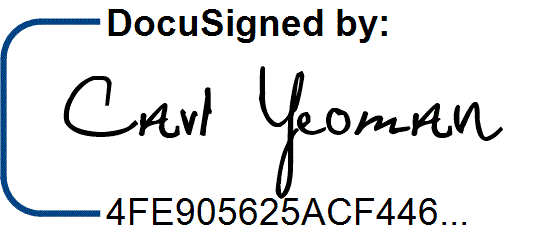 DocuSigned by:
Carl Yeoman
4FE905625ACF446...